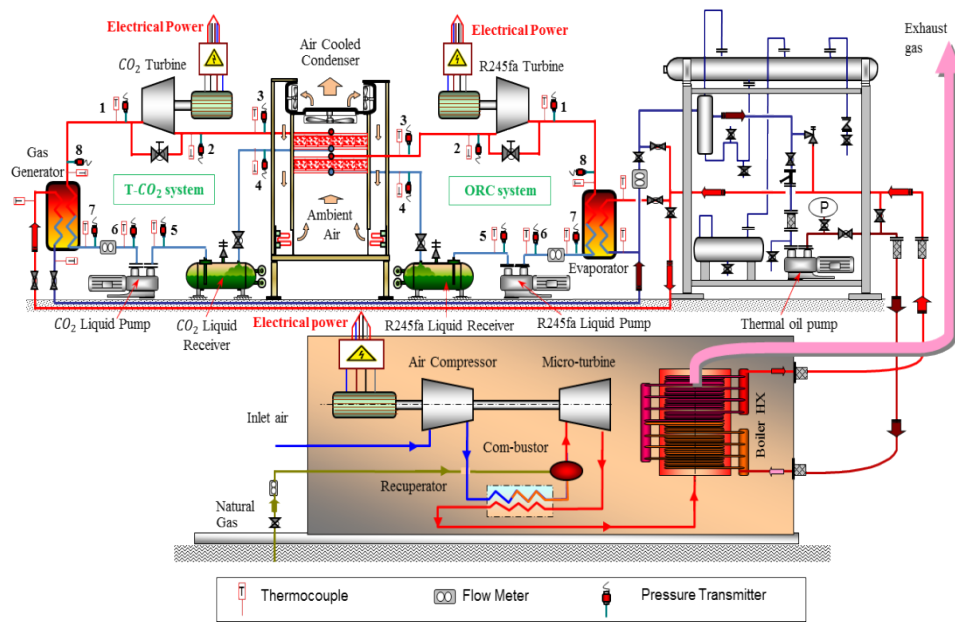 Electrical Power
Electrical Power
Exhaust
gas
Air Cooled
Condenser
CO2 Turbine
R245fa Turbine
1
2
3
3
2
1
Gas
Generator
8
T-CO2 system
4
4
ORC system
8
Ambient
Air
7
6
5
5
6
7
P
Evaporator
CO2 Liquid Pump
CO2 Liquid
Receiver
R245fa Liquid Receiver
R245fa Liquid Pump
Thermal oil pump
Electrical power
Air Compressor
Micro-turbine
Inlet air
Com-bustor
Boiler HX
Recuperator
Natural
Gas
T Thermocouple
Flow Meter
Pressure Transmitter